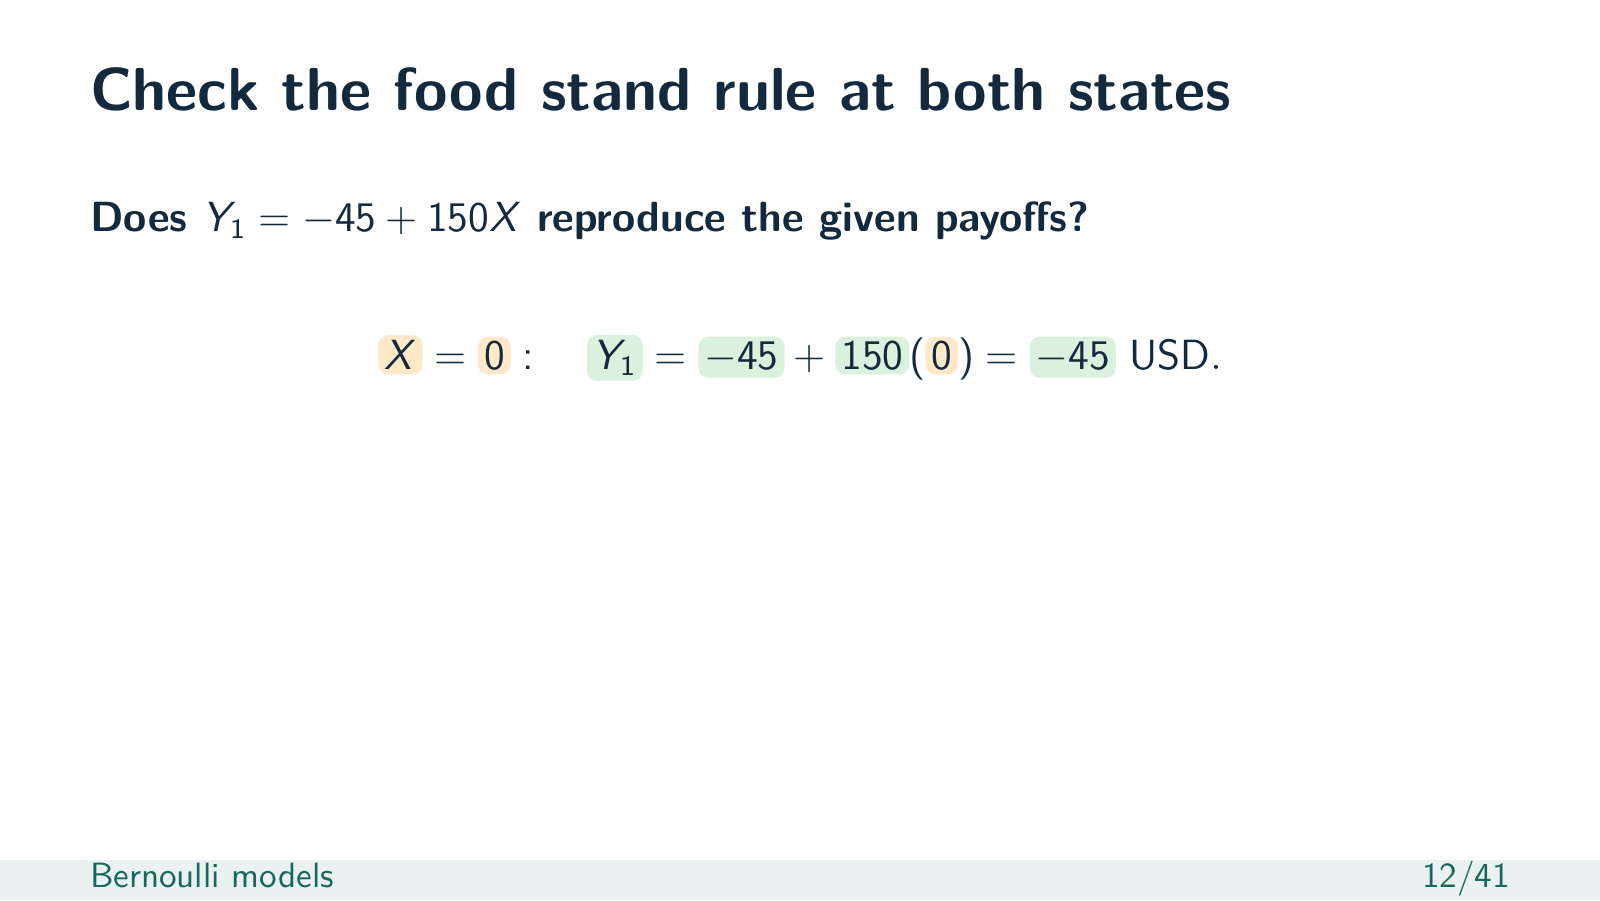 Check the food stand rule at both states
Does Y₁ = −45 + 150X reproduce the given payoffs?
X = 0 : Y₁ = −45 + 150(0) = −45 USD.
Bernoulli models
12/41